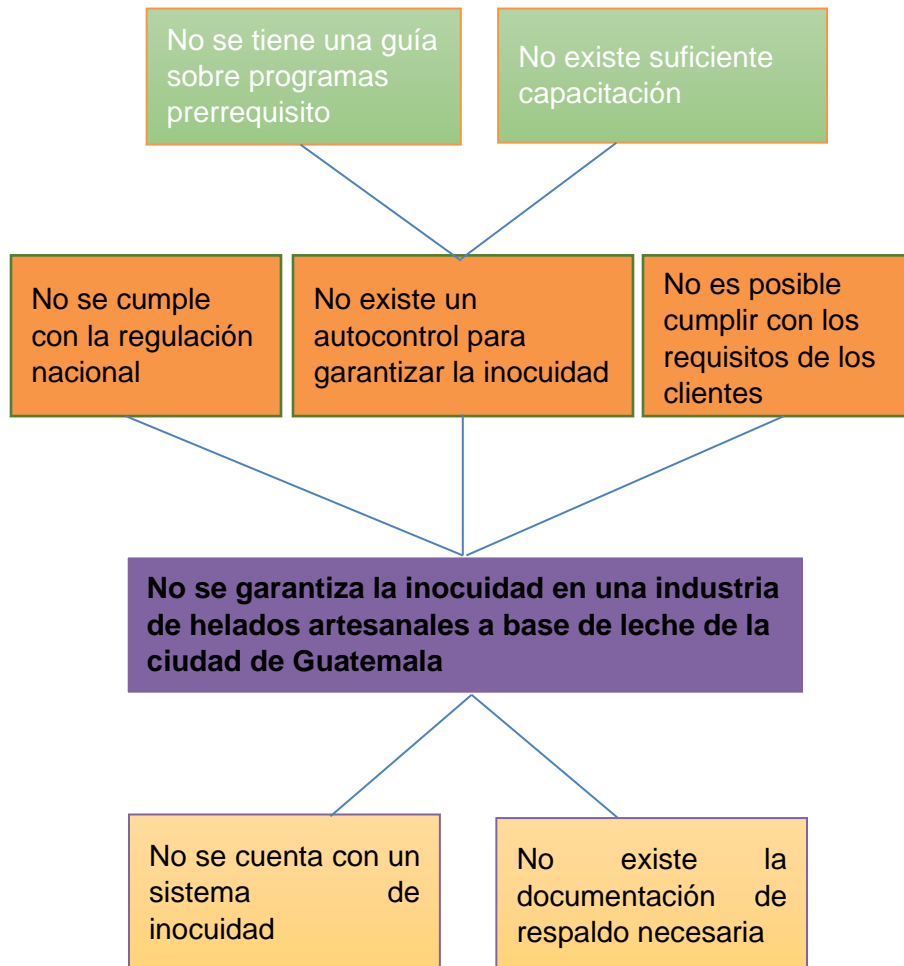 No se tiene una guía
sobre programas
prerrequisito
No existe suficiente
capacitación
No se cumple
con la regulación
nacional
No existe un
autocontrol para
garantizar la inocuidad
No es posible
cumplir con los
requisitos de los
clientes
No se garantiza la inocuidad en una industria
de helados artesanales a base de leche de la
ciudad de Guatemala
No se cuenta con un
sistema de
inocuidad
No existe la
documentación de
respaldo necesaria